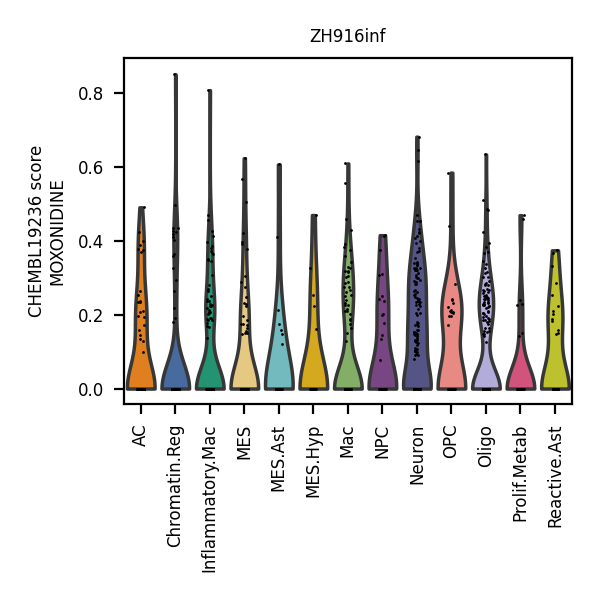 ZH916inf
CHEMBL19236 score
MOXONIDINE
0.8
0.6
0.4
0.2
0.0
AC
Chromatin.Reg
Inflammatory.Mac
MES
MES.Ast
MES.Hyp
Mac
NPC
Neuron
OPC
Oligo
Prolif.Metab
Reactive.Ast